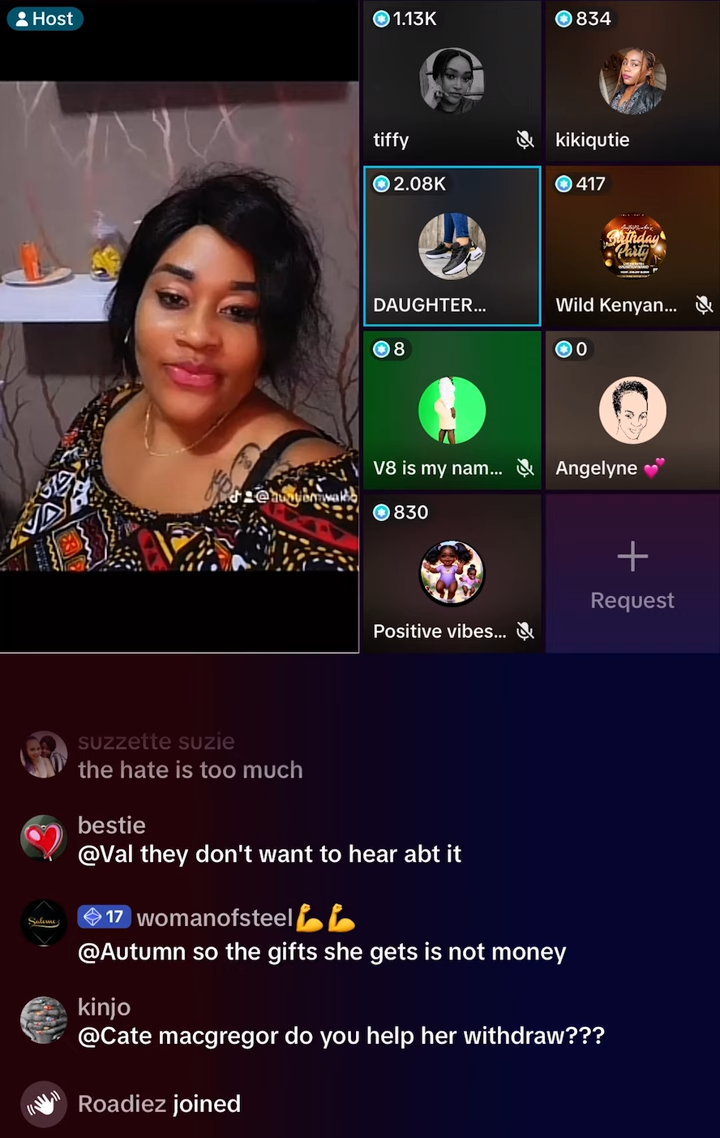 Host
1.13K
tiffy
834
kikiqutie
2.08K
DAUGHTER...
417
Birthday
Party
Wild Kenyan...
8
V8 is my nam...
0
Angelyne 💕
830
Positive vibes...
Request
suzzette suzie
the hate is too much
bestie
@Val they don't want to hear abt it
17 womanofsteel💪💪
@Autumn so the gifts she gets is not money
kinjo
@Cate macgregor do you help her withdraw???
Roadiez joined